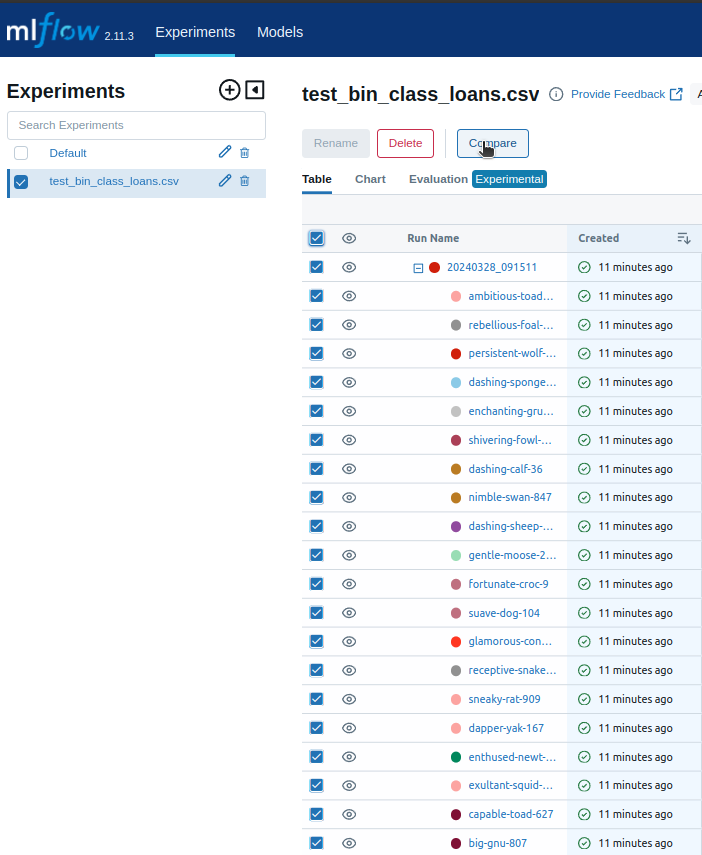 mlflow 2.11.3 Experiments Models
Experiments
Search Experiments
Default
test_bin_class_loans.csv
test_bin_class_loans.csv Provide Feedback A
Rename Delete Compare
Table Chart Evaluation Experimental
Run Name Created
20240328_091511 11 minutes ago
ambitious-toad... 11 minutes ago
rebellious-foal-... 11 minutes ago
persistent-wolf-... 11 minutes ago
dashing-sponge... 11 minutes ago
enchanting-gru... 11 minutes ago
shivering-fowl-... 11 minutes ago
dashing-calf-36 11 minutes ago
nimble-swan-847 11 minutes ago
dashing-sheep-... 11 minutes ago
gentle-moose-2... 11 minutes ago
fortunate-croc-9 11 minutes ago
suave-dog-104 11 minutes ago
glamorous-con... 11 minutes ago
receptive-snake... 11 minutes ago
sneaky-rat-909 11 minutes ago
dapper-yak-167 11 minutes ago
enthused-newt-... 11 minutes ago
exultant-squid-... 11 minutes ago
capable-toad-627 11 minutes ago
big-gnu-807 11 minutes ago